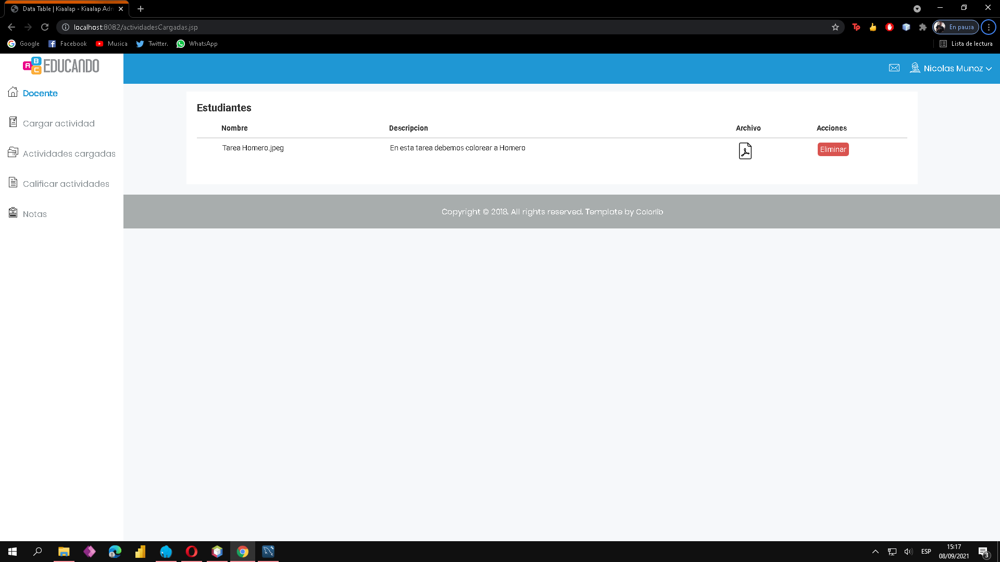 Data Table | Kiaalap - Kiaalap Adn
localhost:8082/actividadesCargadas.jsp
Tp
En pausa
Google
Facebook
Musica
Twitter.
WhatsApp
Lista de lectura
A B C EDUCANDO
Nicolas Munoz
Docente
Cargar actividad
Actividades cargadas
Calificar actividades
Notas
Estudiantes
Nombre Descripcion Archivo Acciones
Tarea Homero.jpeg En esta tarea debemos colorear a Homero Eliminar
Copyright © 2018. All rights reserved. Template by Colorlib
ESP
15:17
08/09/2021
3